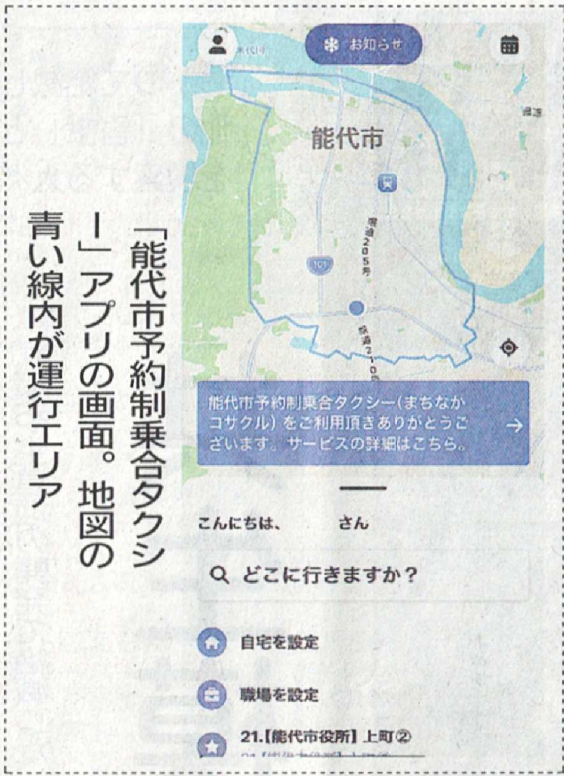 お知らせ
能代市
県道205号
101
能代市予約制乗合タクシー(まちなか
コサクル)をご利用頂きありがとうご
ざいます。サービスの詳細はこちら。
こんにちは、 さん
どこに行きますか?
自宅を設定
職場を設定
21.【能代市役所】上町②
「能代市予約制乗合タクシ
ー」アプリの画面。地図の
青い線内が運行エリア